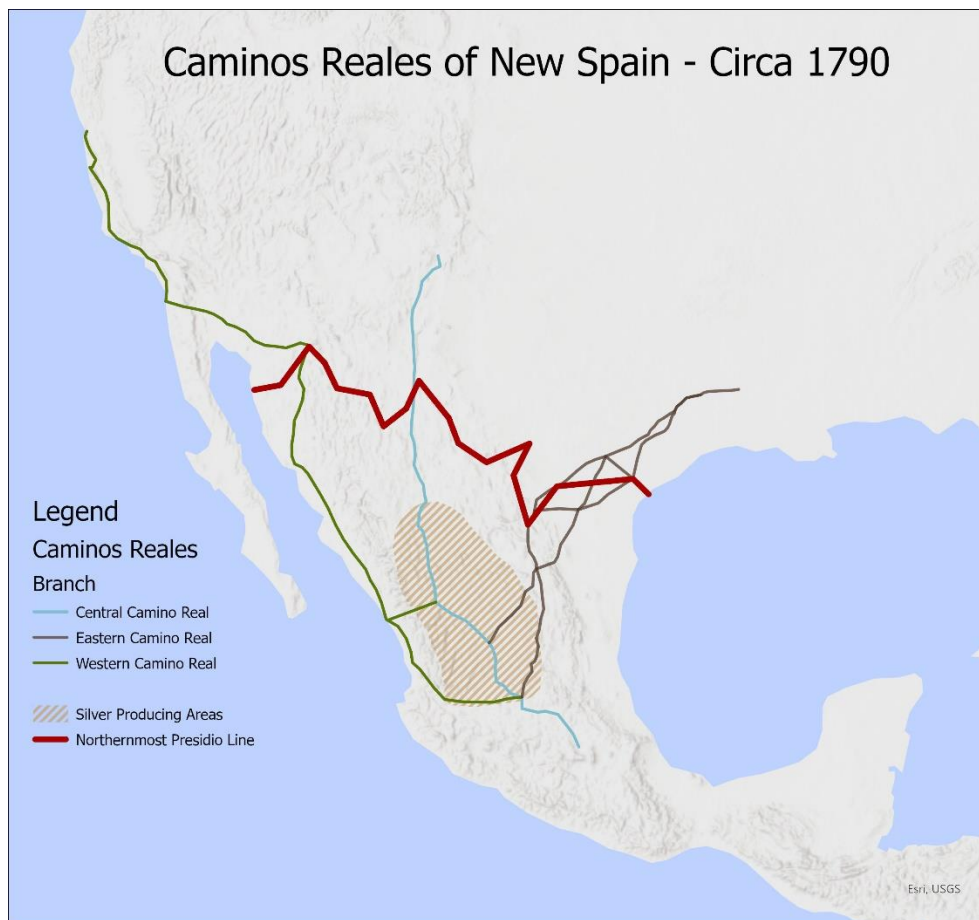 Caminos Reales of New Spain - Circa 1790
Legend
Caminos Reales
Branch
Central Camino Real
Eastern Camino Real
Western Camino Real
Silver Producing Areas
Northernmost Presidio Line
Esri, USGS